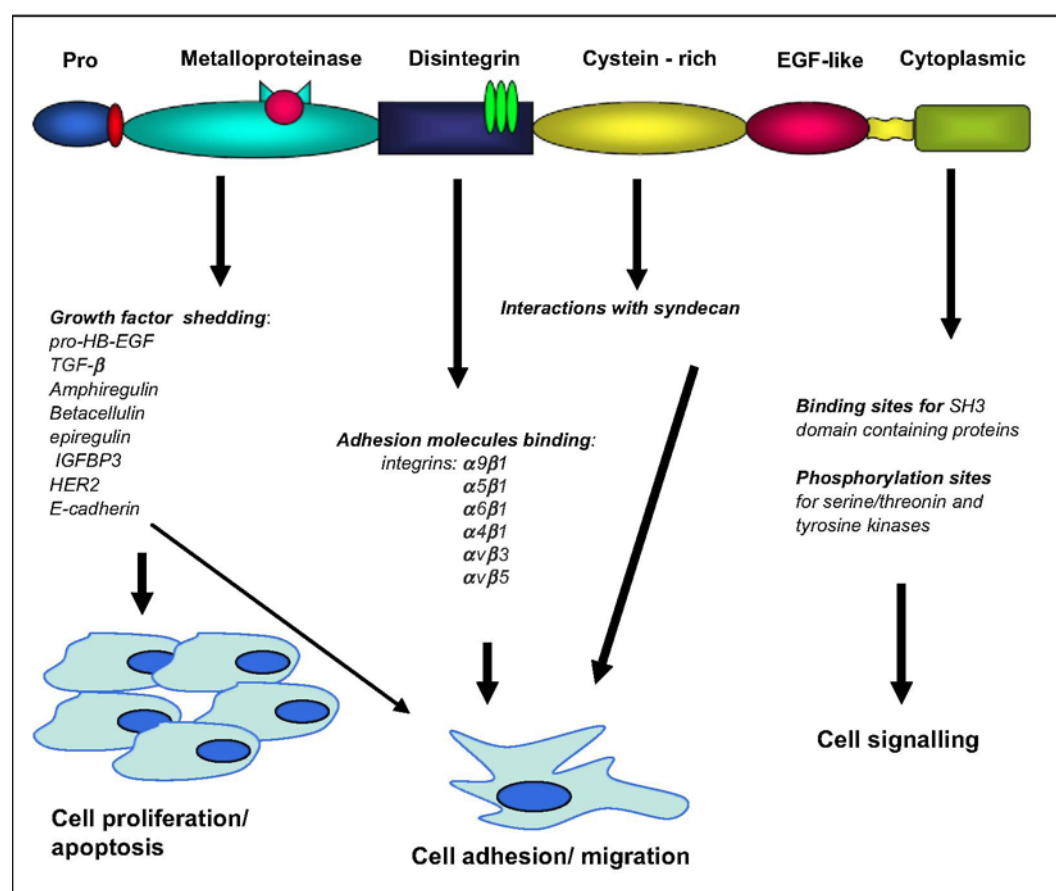 Pro
Metalloproteinase
Disintegrin
Cystein - rich
EGF-like
Cytoplasmic
Growth factor shedding:
pro-HB-EGF
TGF-β
Amphiregulin
Betacellulin
epiregulin
IGFBP3
HER2
E-cadherin
Adhesion molecules binding:
integrins: α9β1
α5β1
α6β1
α4β1
αvβ3
αvβ5
Interactions with syndecan
Binding sites for SH3
domain containing proteins
Phosphorylation sites
for serine/threonin and
tyrosine kinases
Cell proliferation/
apoptosis
Cell adhesion/ migration
Cell signalling